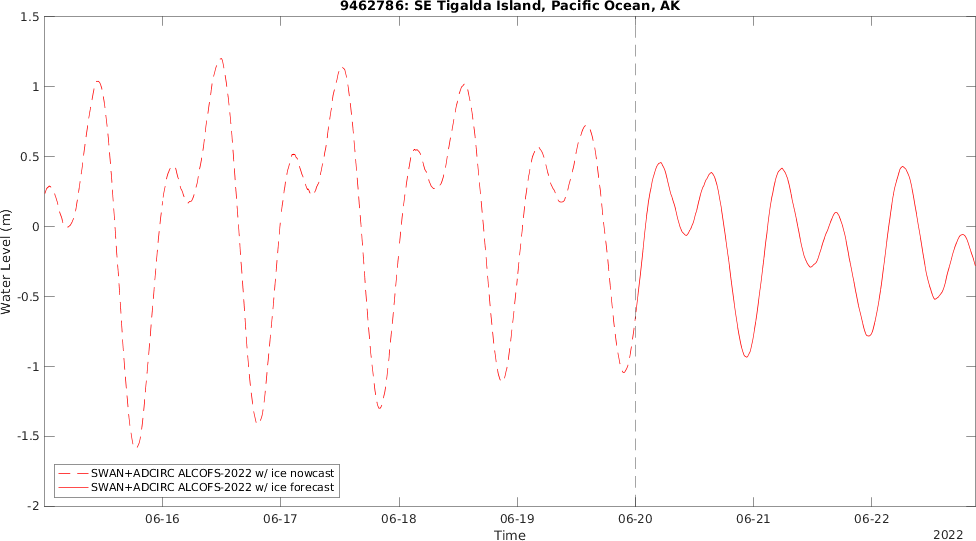 9462786: SE Tigalda Island, Pacific Ocean, AK
1.5
1
0.5
0
-0.5
-1
-1.5
-2
Water Level (m)
SWAN+ADCIRC ALCOFS-2022 w/ ice nowcast
SWAN+ADCIRC ALCOFS-2022 w/ ice forecast
06-16 06-17 06-18 06-19 06-20 06-21 06-22
Time
2022